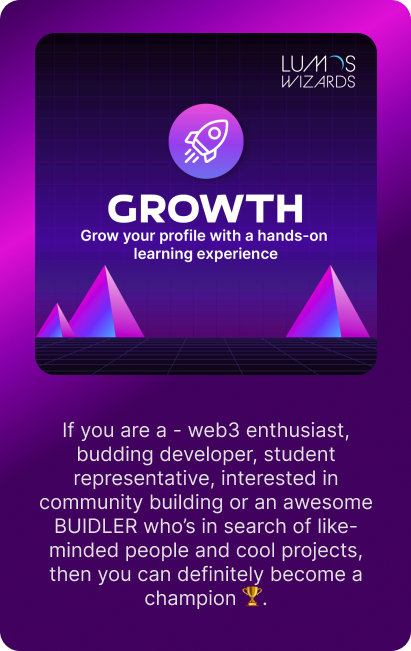 LUMOS
WIZARDS
GROWTH
Grow your profile with a hands-on
learning experience
If you are a - web3 enthusiast,
budding developer, student
representative, interested in
community building or an awesome
BUIDLER who's in search of like-
minded people and cool projects,
then you can definitely become a
champion 🏆.